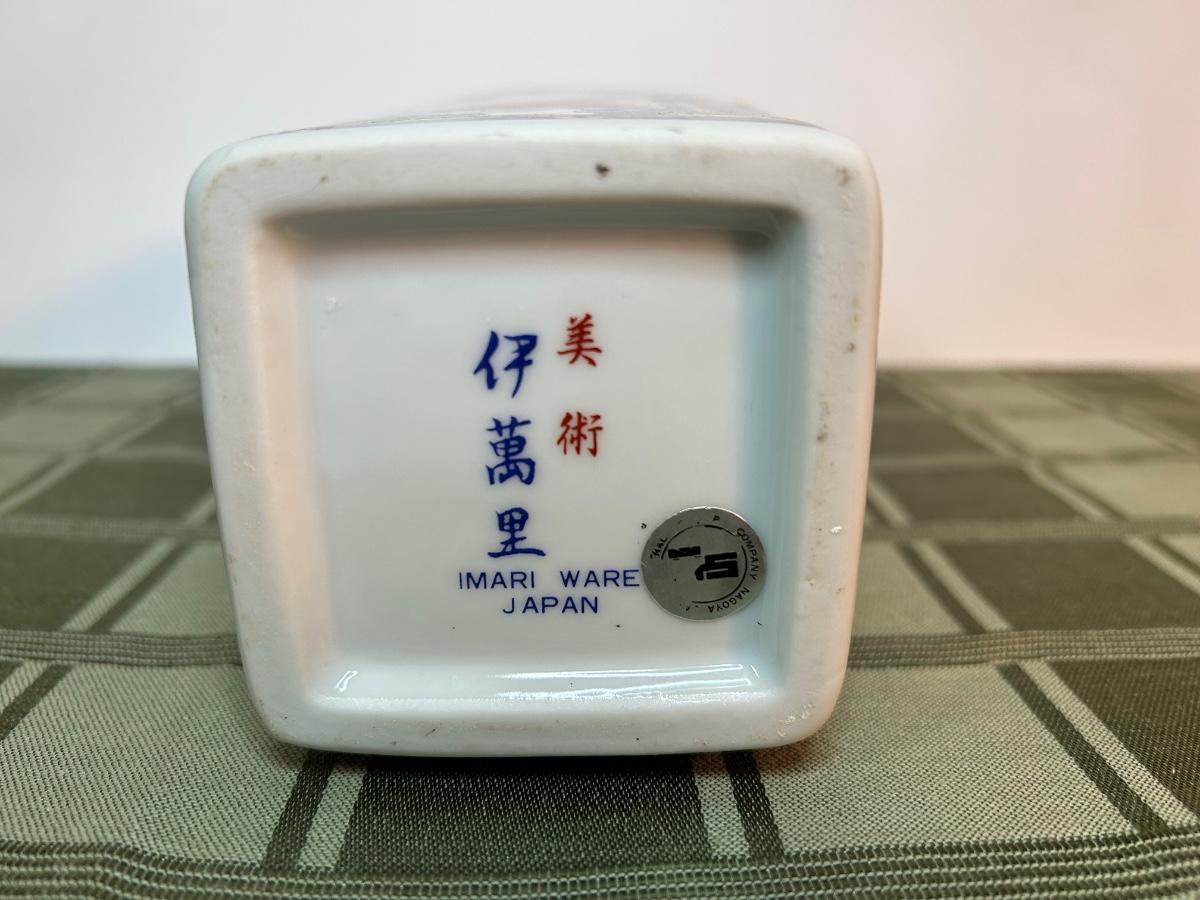 美術
伊萬里
IMARI WARE
JAPAN
COMPANY NAGOYA